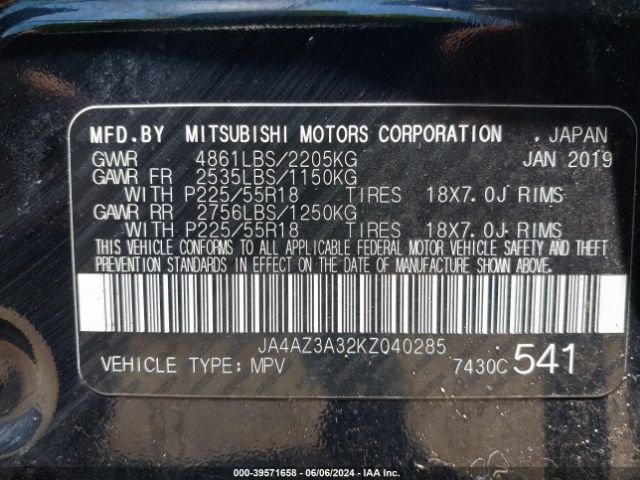 MFD.BY MITSUBISHI MOTORS CORPORATION . JAPAN
GVWR 4861LBS/2205KG JAN 2019
GAWR FR 2535LBS/1150KG
WITH P225/55R18 TIRES 18X7.0J RIMS
GAWR RR 2756LBS/1250KG
WITH P225/55R18 TIRES 18X7.0J RIMS
THIS VEHICLE CONFORMS TO ALL APPLICABLE FEDERAL MOTOR VEHICLE SAFETY AND THEFT
PREVENTION STANDARDS IN EFFECT ON THE DATE OF MANUFACTURE SHOWN ABOVE.
JA4AZ3A32KZ040285
VEHICLE TYPE: MPV 7430C 541
000-39571658 - 06/06/2024 - IAA Inc.